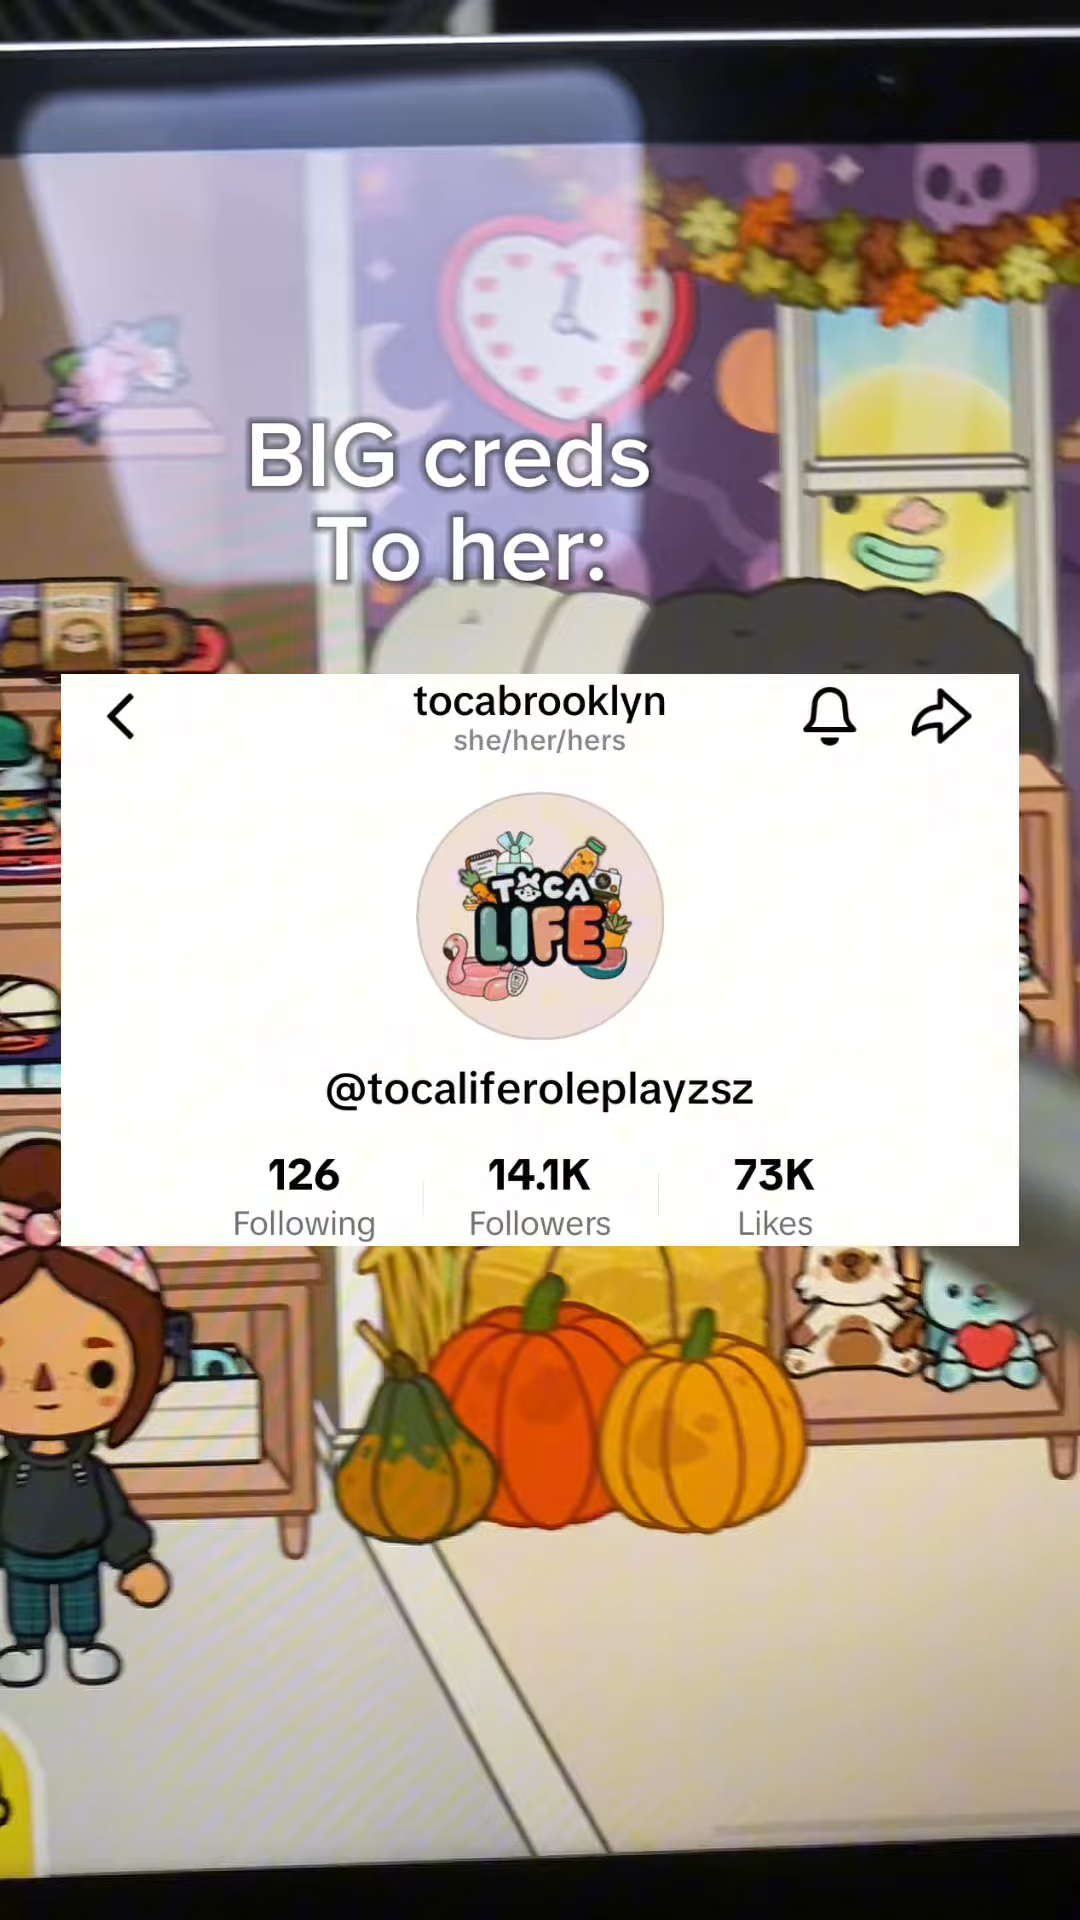 BIG creds
To her:
tocabrooklyn
she/her/hers
TOCA
LIFE
@tocaliferoleplayzsz
126
14.1K
73K
Following
Followers
Likes